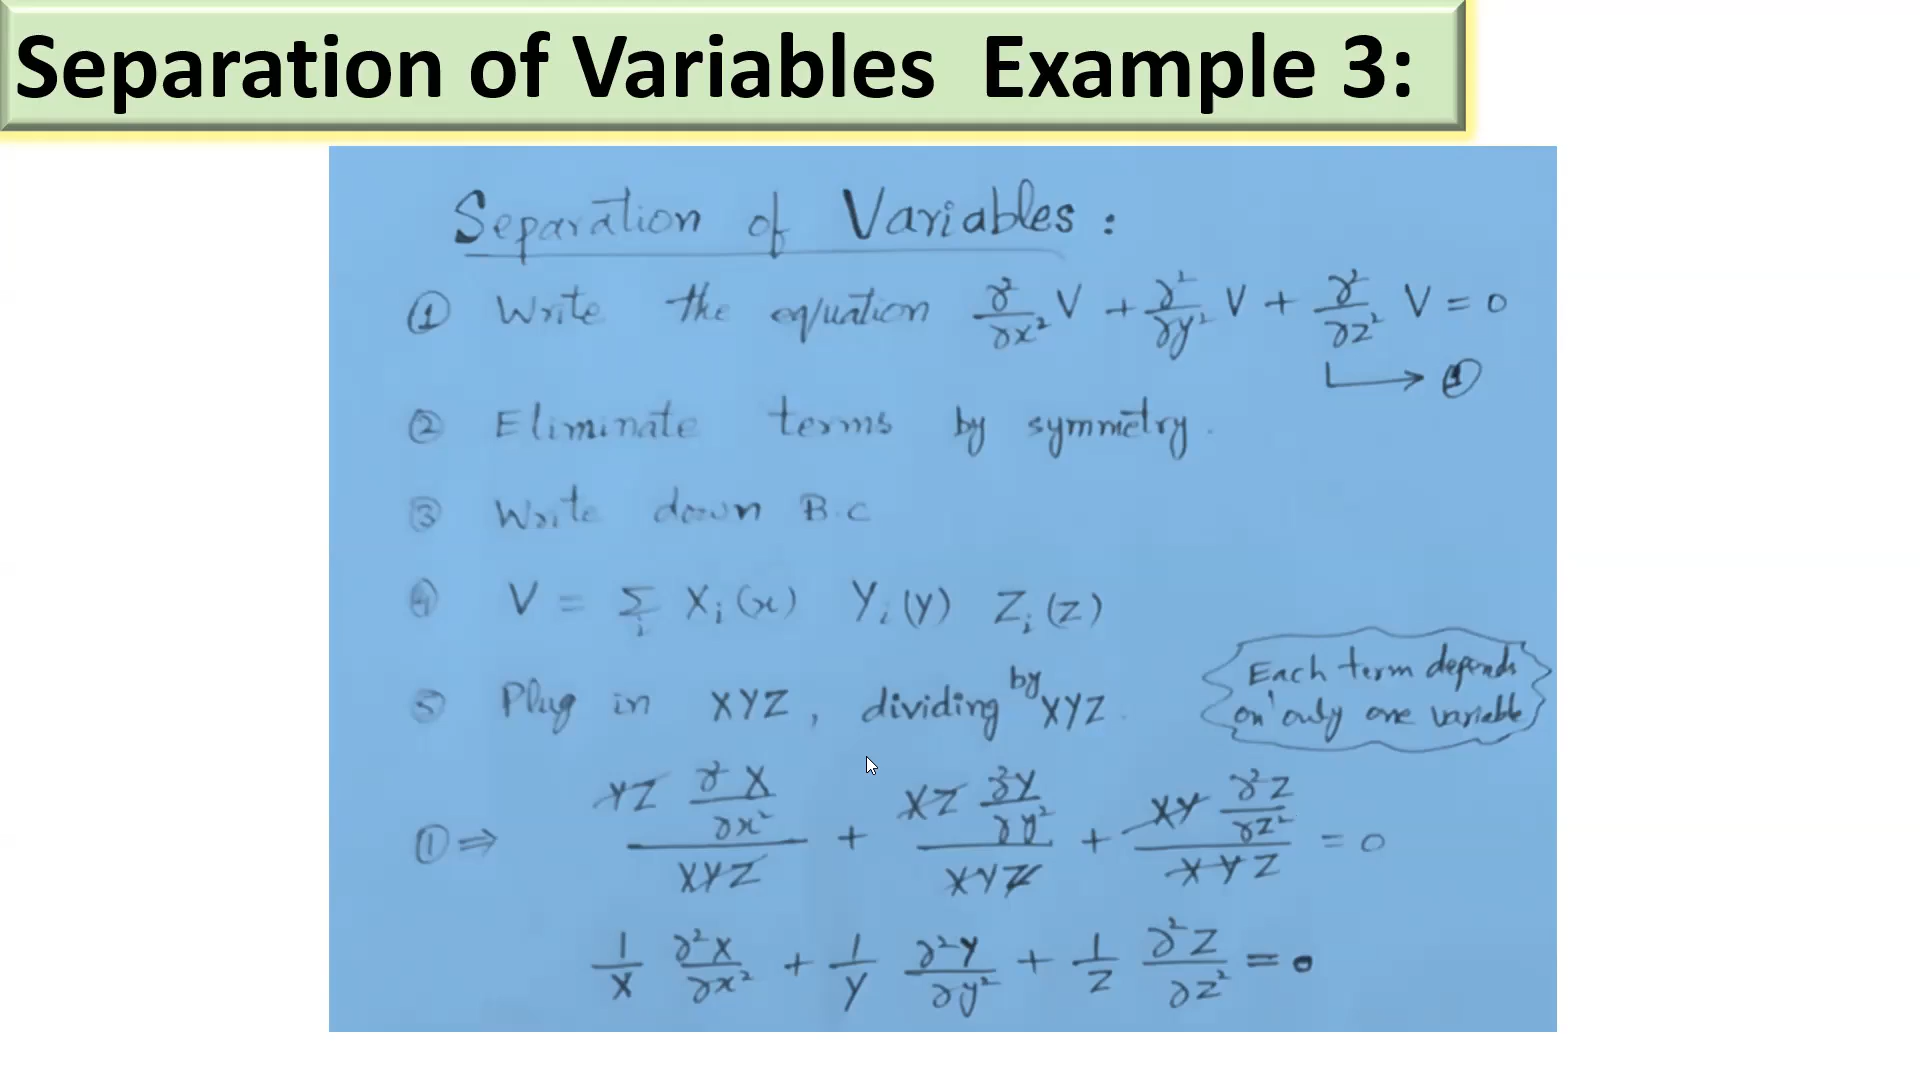 Separation of Variables Example 3:
Separation of Variables :
① Write the equation ∂²/∂x² V + ∂²/∂y² V + ∂²/∂z² V = 0
→ ①
② Eliminate terms by symmetry.
③ Write down B.C
④ V = Σᵢ Xᵢ(x) Yᵢ(y) Zᵢ(z)
⑤ Plug in XYZ, dividing by XYZ.
Each term depends
on only one variable
① ⇒ (YZ ∂²X/∂x²)/XYZ + (XZ ∂²Y/∂y²)/XYZ + (XY ∂²Z/∂z²)/XYZ = 0
1/X ∂²X/∂x² + 1/Y ∂²Y/∂y² + 1/Z ∂²Z/∂z² = 0